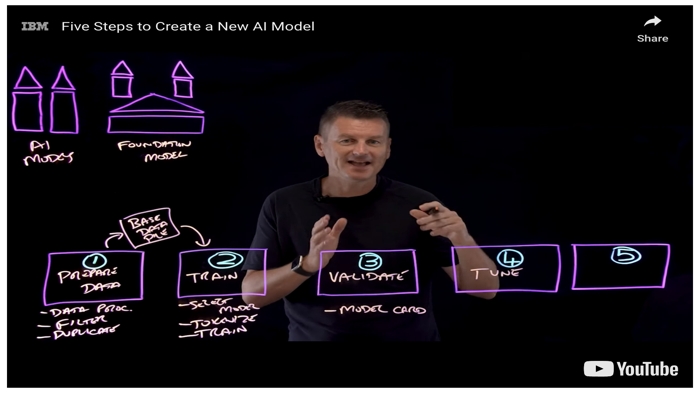 IBM
Five Steps to Create a New AI Model
Share
AI
MODELS
FOUNDATION
MODEL
BASE
DATA
PILE
1
PREPARE
DATA
- DATA PROC.
- FILTER
- DUPLICATE
2
TRAIN
- SELECT
MODEL
- TOKENIZE
- TRAIN
3
VALIDATE
- MODEL CARD
4
TUNE
5
YouTube